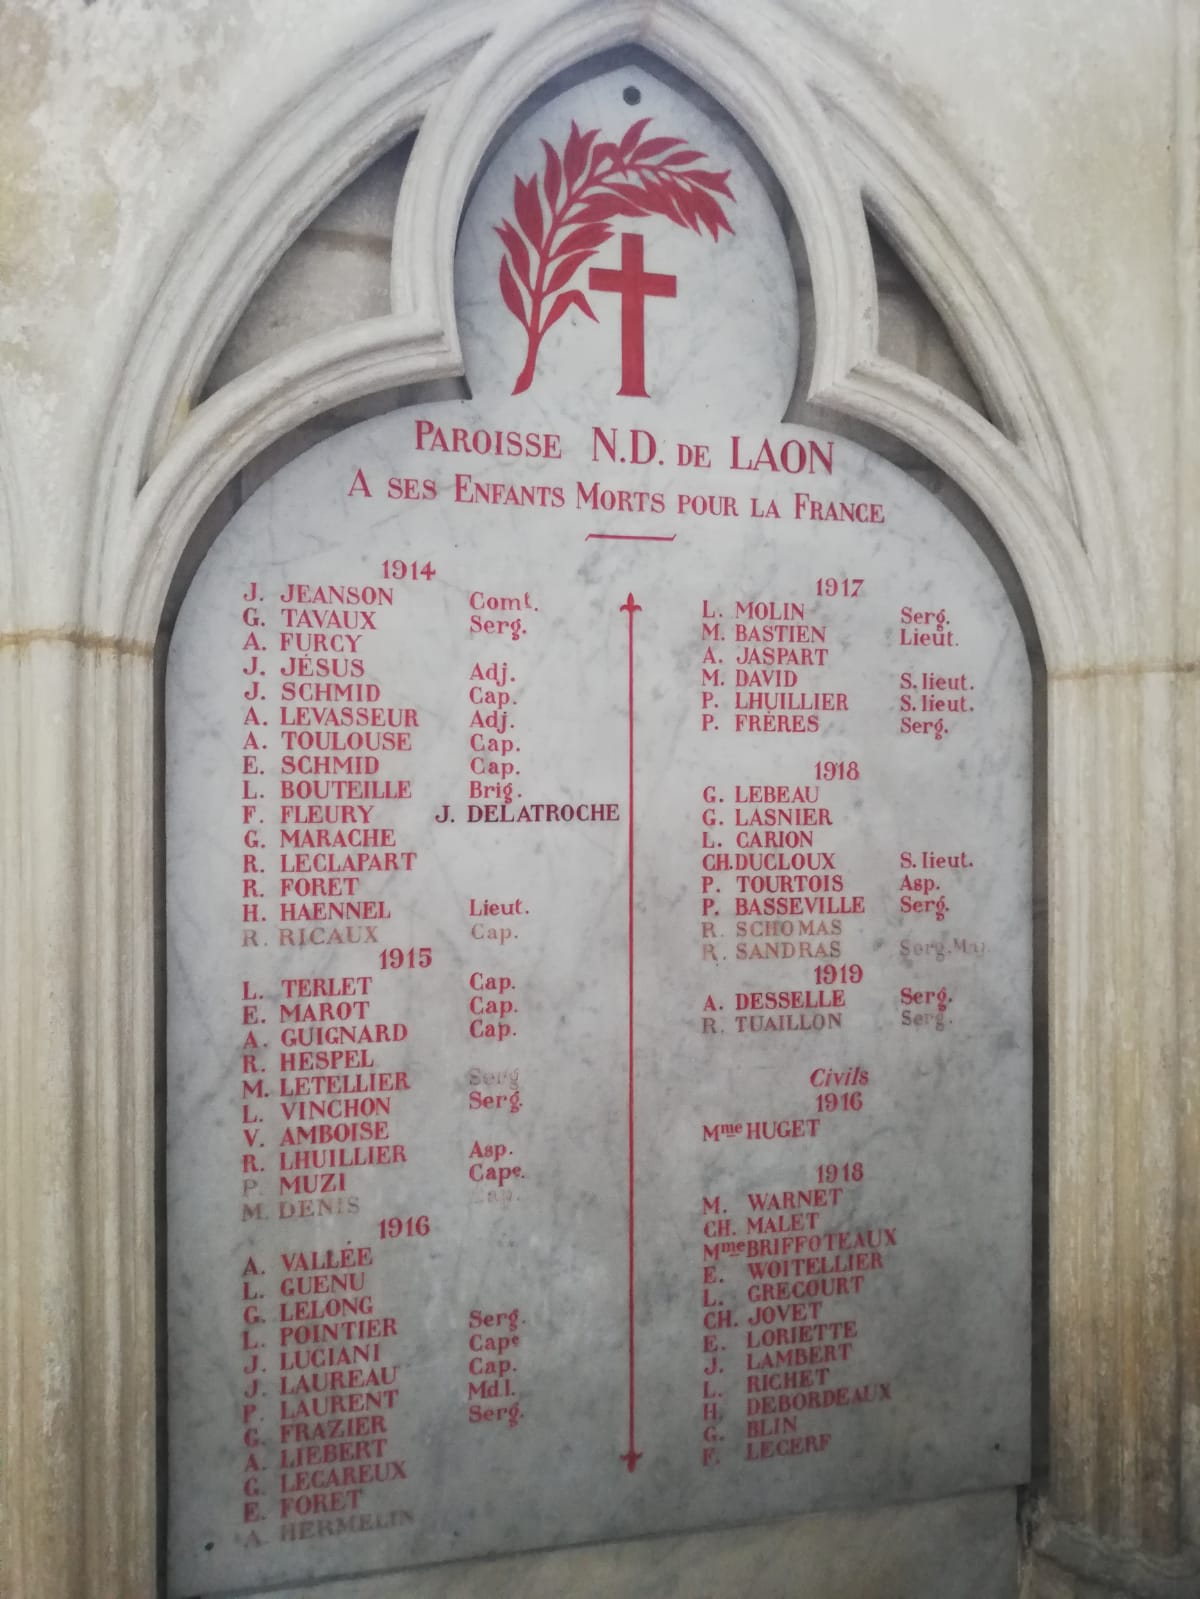 PAROISSE N.D. DE LAON
A SES ENFANTS MORTS POUR LA FRANCE
1914
J. JEANSON Comt.
G. TAVAUX Serg.
A. FURCY
J. JÉSUS Adj.
J. SCHMID Cap.
A. LEVASSEUR Adj.
A. TOULOUSE Cap.
E. SCHMID Cap.
L. BOUTEILLE Brig.
F. FLEURY J. DELATROCHE
G. MARACHE
R. LECLAPART
R. FORET
H. HAENNEL Lieut.
R. RICAUX Cap.
1915
L. TERLET Cap.
E. MAROT Cap.
A. GUIGNARD Cap.
R. HESPEL
M. LETELLIER Serg
L. VINCHON Serg.
V. AMBOISE
R. LHUILLIER Asp.
P. MUZI Cape.
M. DENIS Cap.
1916
A. VALLÉE
L. GUENU
G. LELONG
L. POINTIER Serg.
J. LUCIANI Cape
J. LAUREAU Cap.
P. LAURENT Md.l.
G. FRAZIER Serg.
A. LIEBERT
G. LECAREUX
E. FORET
A. HERMELIN
1917
L. MOLIN Serg.
M. BASTIEN Lieut.
A. JASPART
M. DAVID S. lieut.
P. LHUILLIER S. lieut.
P. FRÈRES Serg.
1918
G. LEBEAU
G. LASNIER
L. CARION
CH. DUCLOUX S. lieut.
P. TOURTOIS Asp.
P. BASSEVILLE Serg.
R. SCHOMAS
R. SANDRAS Serg. Maj.
1919
A. DESSELLE Serg.
R. TUAILLON Serg.
Civils
1916
Mme HUGET
1918
M. WARNET
CH. MALET
Mme BRIFFOTEAUX
E. WOITELLIER
L. GRECOURT
CH. JOVET
E. LORIETTE
J. LAMBERT
L. RICHET
H. DEBORDEAUX
G. BLIN
F. LECERF